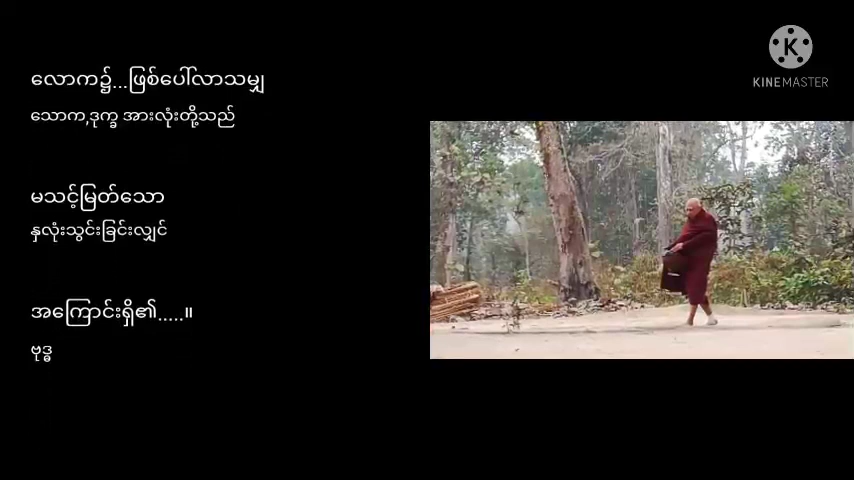 လောက၌...ဖြစ်ပေါ်လာသမျှ
သောက,ဒုက္ခ အားလုံးတို့သည်
မသင့်မြတ်သော
နှလုံးသွင်းခြင်းလျှင်
အကြောင်းရှိ၏.....။
ဗုဒ္ဓ
K
KINEMASTER